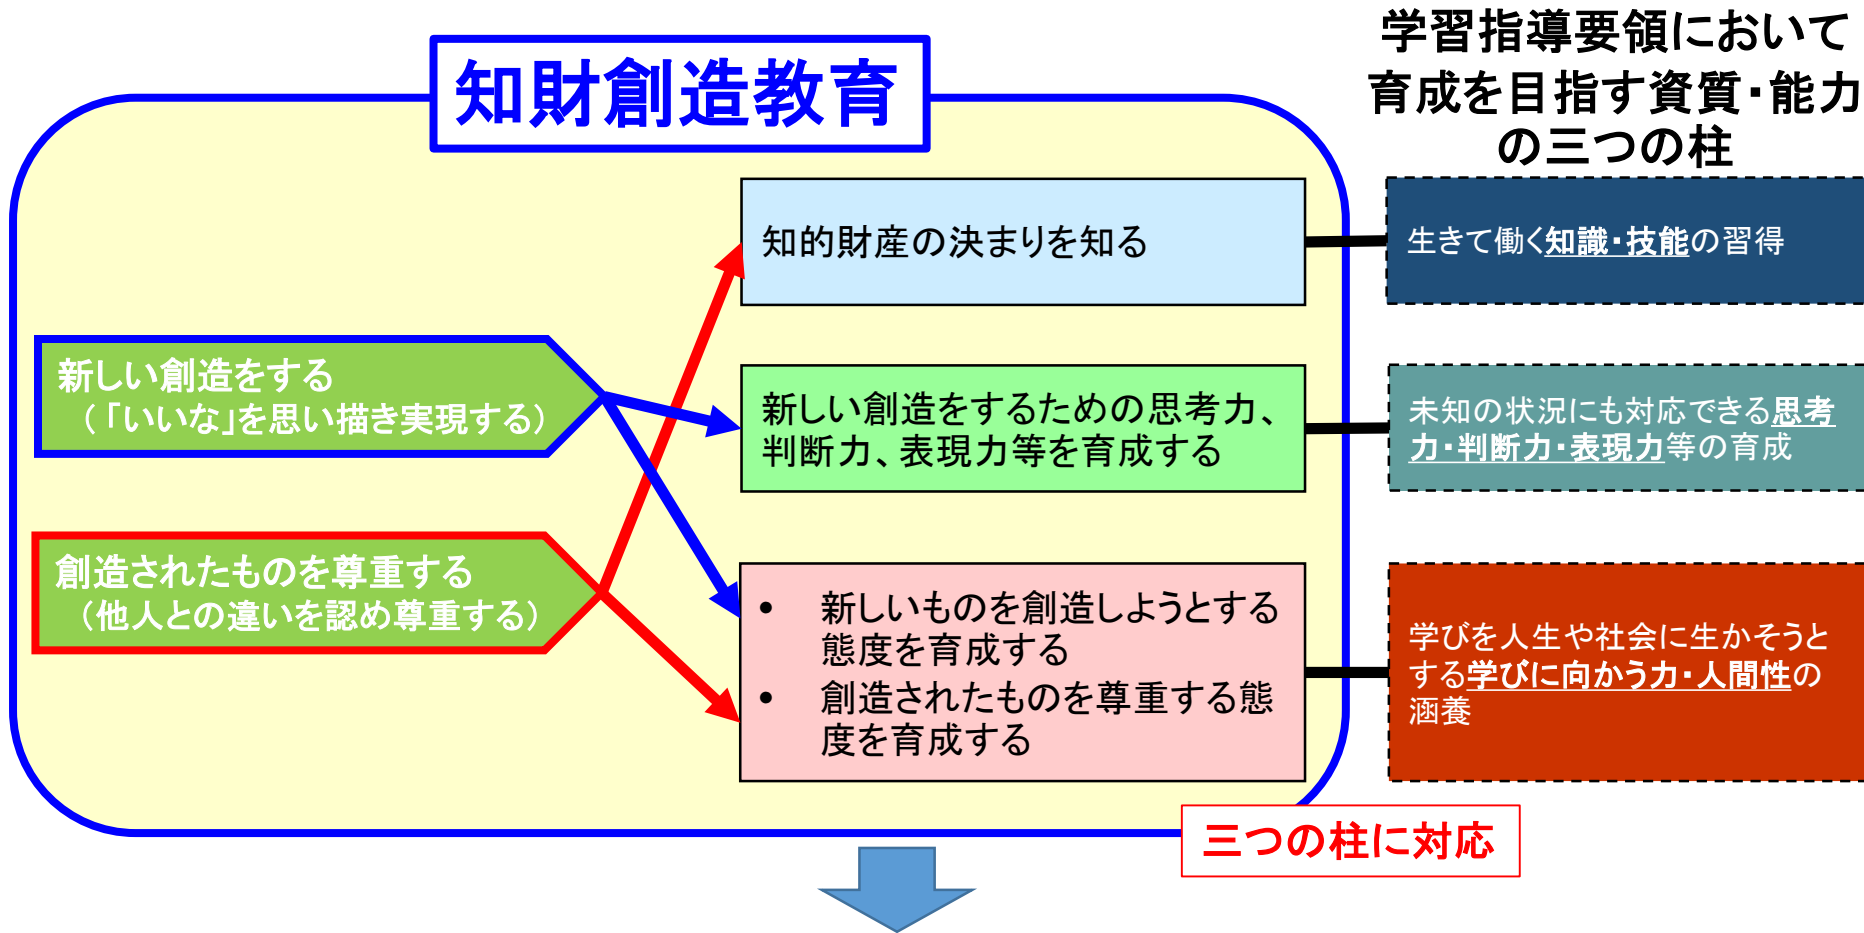 知財創造教育
学習指導要領において
育成を目指す資質・能力
の三つの柱
知的財産の決まりを知る
生きて働く知識・技能の習得
新しい創造をする
（「いいな」を思い描き実現する）
新しい創造をするための思考力、
判断力、表現力等を育成する
未知の状況にも対応できる思考
力・判断力・表現力等の育成
創造されたものを尊重する
（他人との違いを認め尊重する）
• 新しいものを創造しようとする
態度を育成する
• 創造されたものを尊重する態
度を育成する
学びを人生や社会に生かそうと
する学びに向かう力・人間性の
涵養
三つの柱に対応